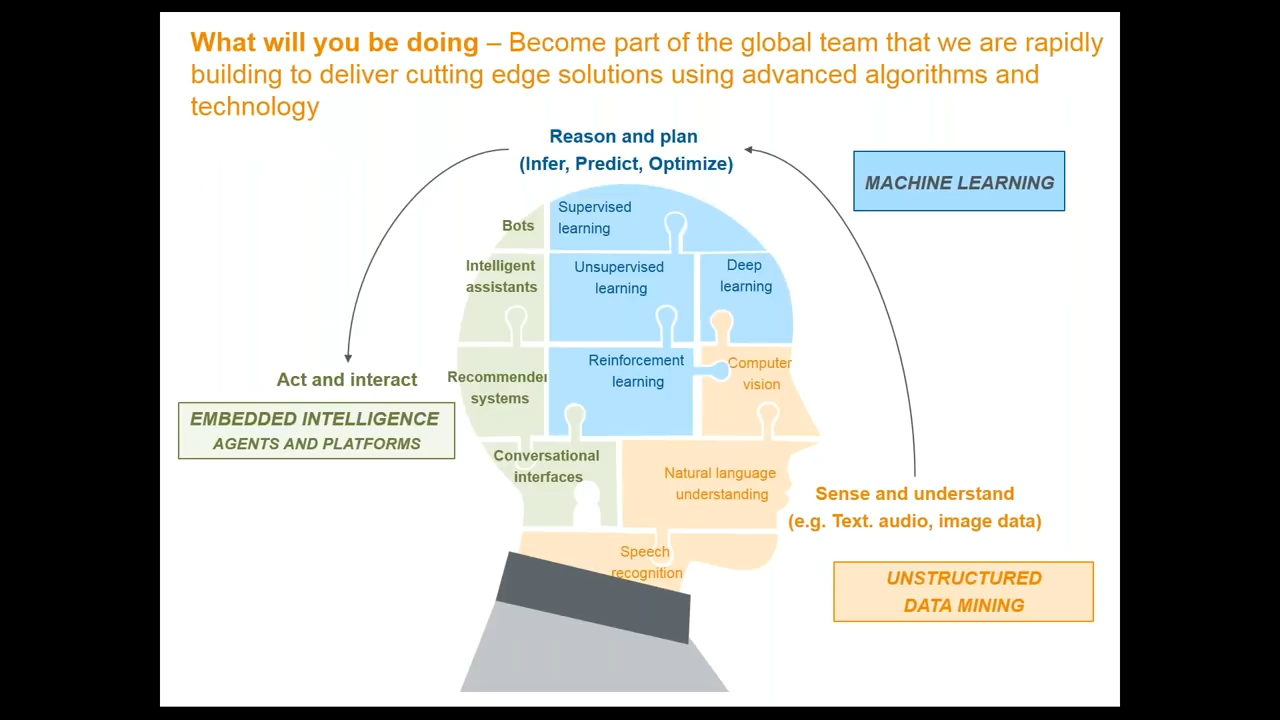 What will you be doing – Become part of the global team that we are rapidly
building to deliver cutting edge solutions using advanced algorithms and
technology
Reason and plan
(Infer, Predict, Optimize)
MACHINE LEARNING
Supervised
learning
Bots
Intelligent
assistants
Unsupervised
learning
Deep
learning
Reinforcement
learning
Computer
vision
Act and interact
Recommender
systems
EMBEDDED INTELLIGENCE
AGENTS AND PLATFORMS
Conversational
interfaces
Natural language
understanding
Sense and understand
(e.g. Text. audio, image data)
Speech
recognition
UNSTRUCTURED
DATA MINING